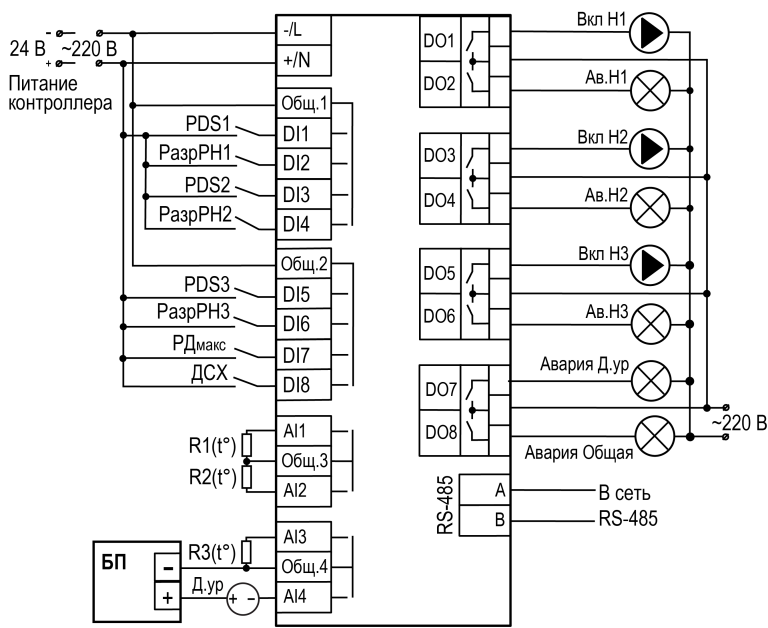 - 24 В ~220 В
+
Питание
контроллера
-/L
+/N
Общ.1
PDS1 DI1
РазрРН1 DI2
PDS2 DI3
РазрРН2 DI4
Общ.2
PDS3 DI5
РазрРН3 DI6
РДмакс DI7
ДСХ DI8
AI1
R1(t°)
Общ.3
R2(t°)
AI2
AI3
R3(t°)
Общ.4
БП
-
+
Д.ур
+ -
AI4
DO1 Вкл Н1
DO2 Ав.Н1
DO3 Вкл Н2
DO4 Ав.Н2
DO5 Вкл Н3
DO6 Ав.Н3
DO7 Авария Д.ур
~220 В
DO8 Авария Общая
RS-485
A В сеть
B RS-485